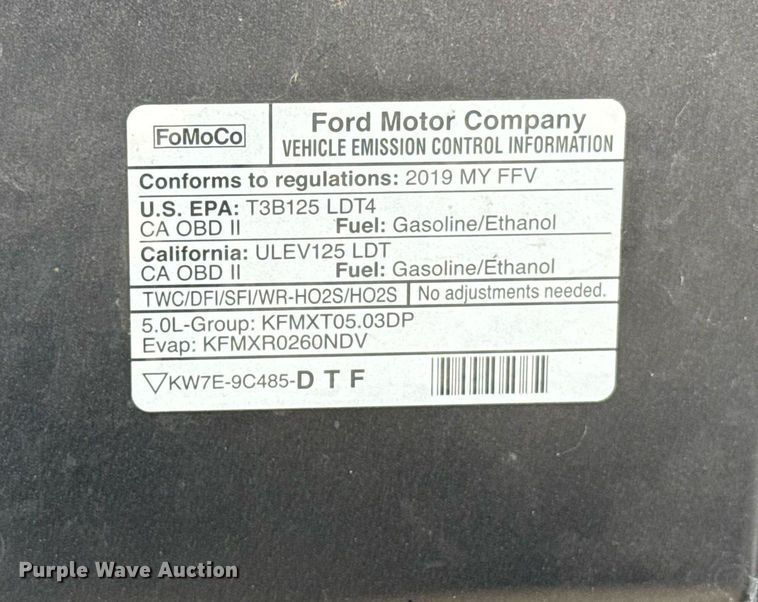 FoMoCo
Ford Motor Company
VEHICLE EMISSION CONTROL INFORMATION
Conforms to regulations: 2019 MY FFV
U.S. EPA: T3B125 LDT4
CA OBD II Fuel: Gasoline/Ethanol
California: ULEV125 LDT
CA OBD II Fuel: Gasoline/Ethanol
TWC/DFI/SFI/WR-HO2S/HO2S No adjustments needed.
5.0L-Group: KFMXT05.03DP
Evap: KFMXR0260NDV
KW7E-9C485-D T F
Purple Wave Auction